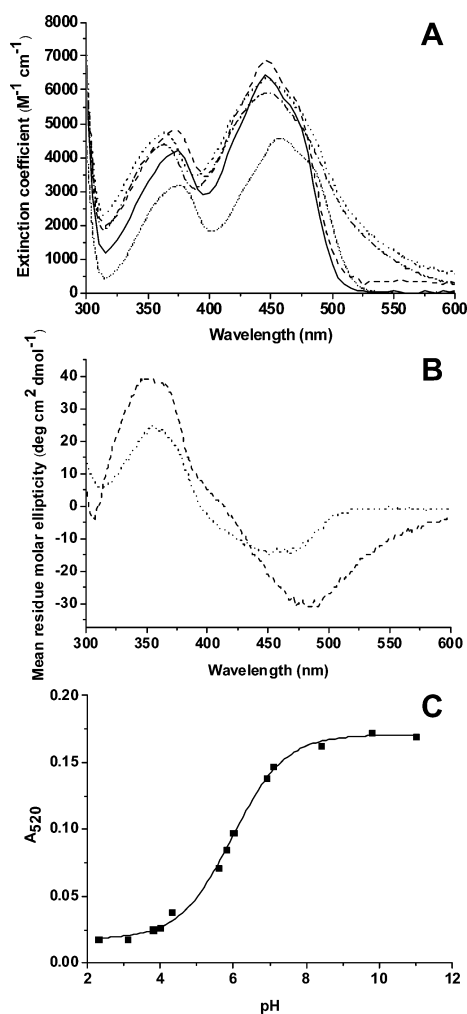 A
8000
7000
6000
5000
4000
3000
2000
1000
0
Extinction coefficient (M-1 cm-1)
300 350 400 450 500 550 600
Wavelength (nm)
B
40
30
20
10
0
-10
-20
-30
Mean residue molar ellipticity (deg cm2 dmol-1)
300 350 400 450 500 550 600
Wavelength (nm)
C
0.20
0.15
0.10
0.05
0.00
A520
2 4 6 8 10 12
pH